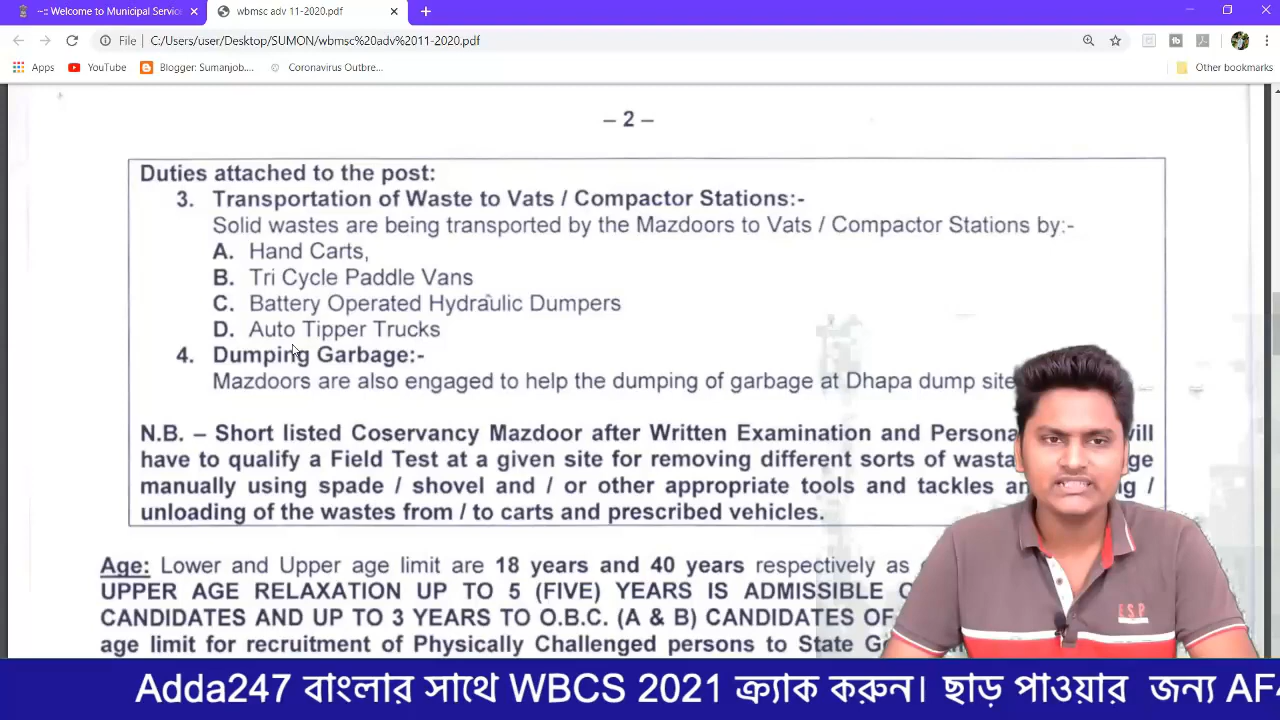 -:: Welcome to Municipal Service
wbmsc adv 11-2020.pdf
File | C:/Users/user/Desktop/SUMON/wbmsc%20adv%2011-2020.pdf
Apps YouTube Blogger: Sumanjob.... Coronavirus Outbre... Other bookmarks
– 2 –
Duties attached to the post:
3. Transportation of Waste to Vats / Compactor Stations:-
Solid wastes are being transported by the Mazdoors to Vats / Compactor Stations by:-
A. Hand Carts,
B. Tri Cycle Paddle Vans
C. Battery Operated Hydraulic Dumpers
D. Auto Tipper Trucks
4. Dumping Garbage:-
Mazdoors are also engaged to help the dumping of garbage at Dhapa dump site
N.B. – Short listed Coservancy Mazdoor after Written Examination and Persona
have to qualify a Field Test at a given site for removing different sorts of
manually using spade / shovel and / or other appropriate tools and tackles /
unloading of the wastes from / to carts and prescribed vehicles.
Age: Lower and Upper age limit are 18 years and 40 years respectively as
UPPER AGE RELAXATION UP TO 5 (FIVE) YEARS IS ADMISSIBLE
CANDIDATES AND UP TO 3 YEARS TO O.B.C. (A & B) CANDIDATES OF
age limit for recruitment of Physically Challenged persons to State
E.S.P
Adda247 বাংলার সাথে WBCS 2021 ক্র্যাক করুন। ছাড় পাওয়ার জন্য AF